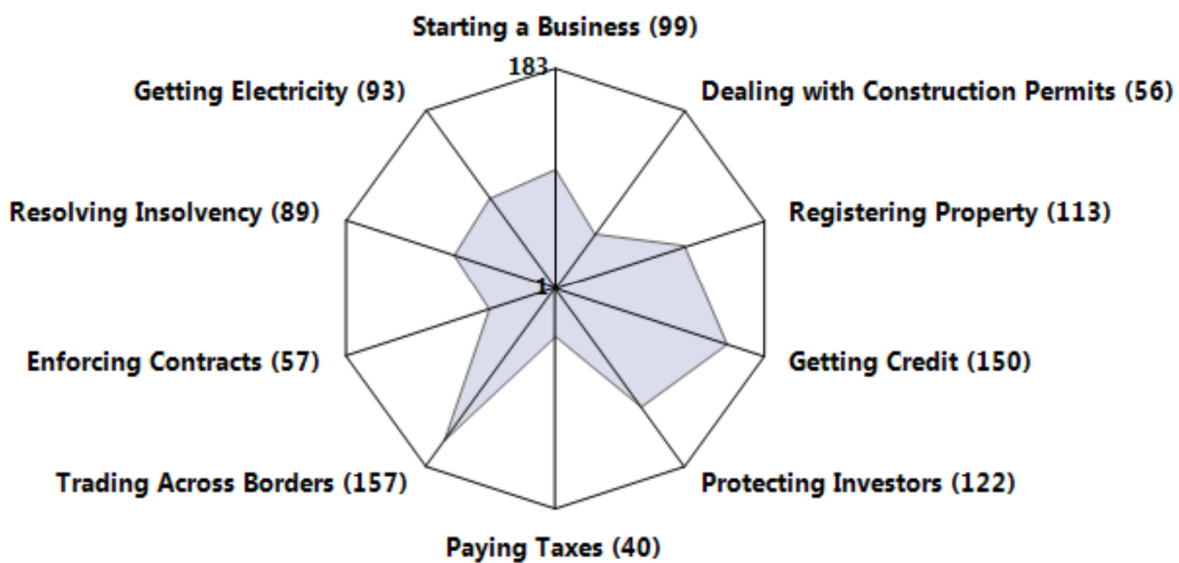 Starting a Business (99)
183
Getting Electricity (93)
Dealing with Construction Permits (56)
Resolving Insolvency (89)
Registering Property (113)
1
Enforcing Contracts (57)
Getting Credit (150)
Trading Across Borders (157)
Protecting Investors (122)
Paying Taxes (40)